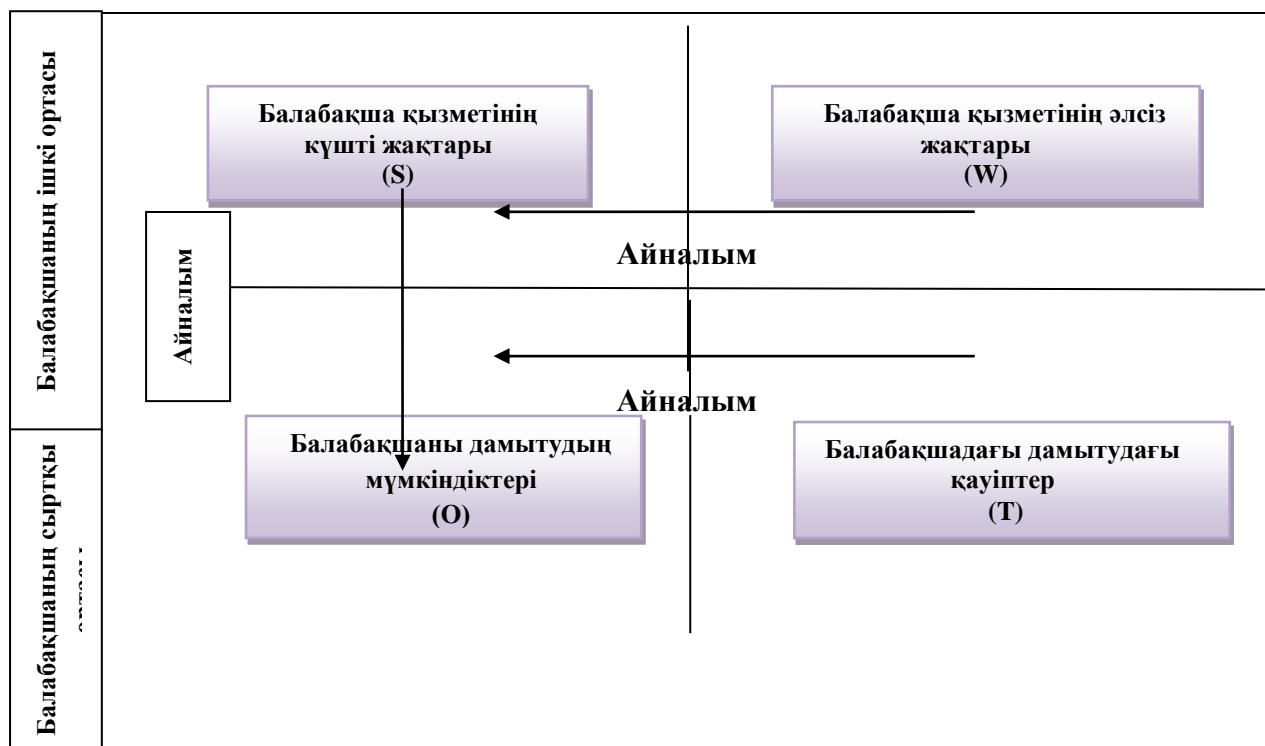 Балабақшаның ішкі ортасы
Балабақша қызметінің
күшті жақтары
(S)
Балабақша қызметінің әлсіз
жақтары
(W)
Айналым
Айналым
Айналым
Балабақшаның сыртқы
Балабақшаны дамытудың
мүмкіндіктері
(O)
Балабақшадағы дамытудағы
қауіптер
(T)